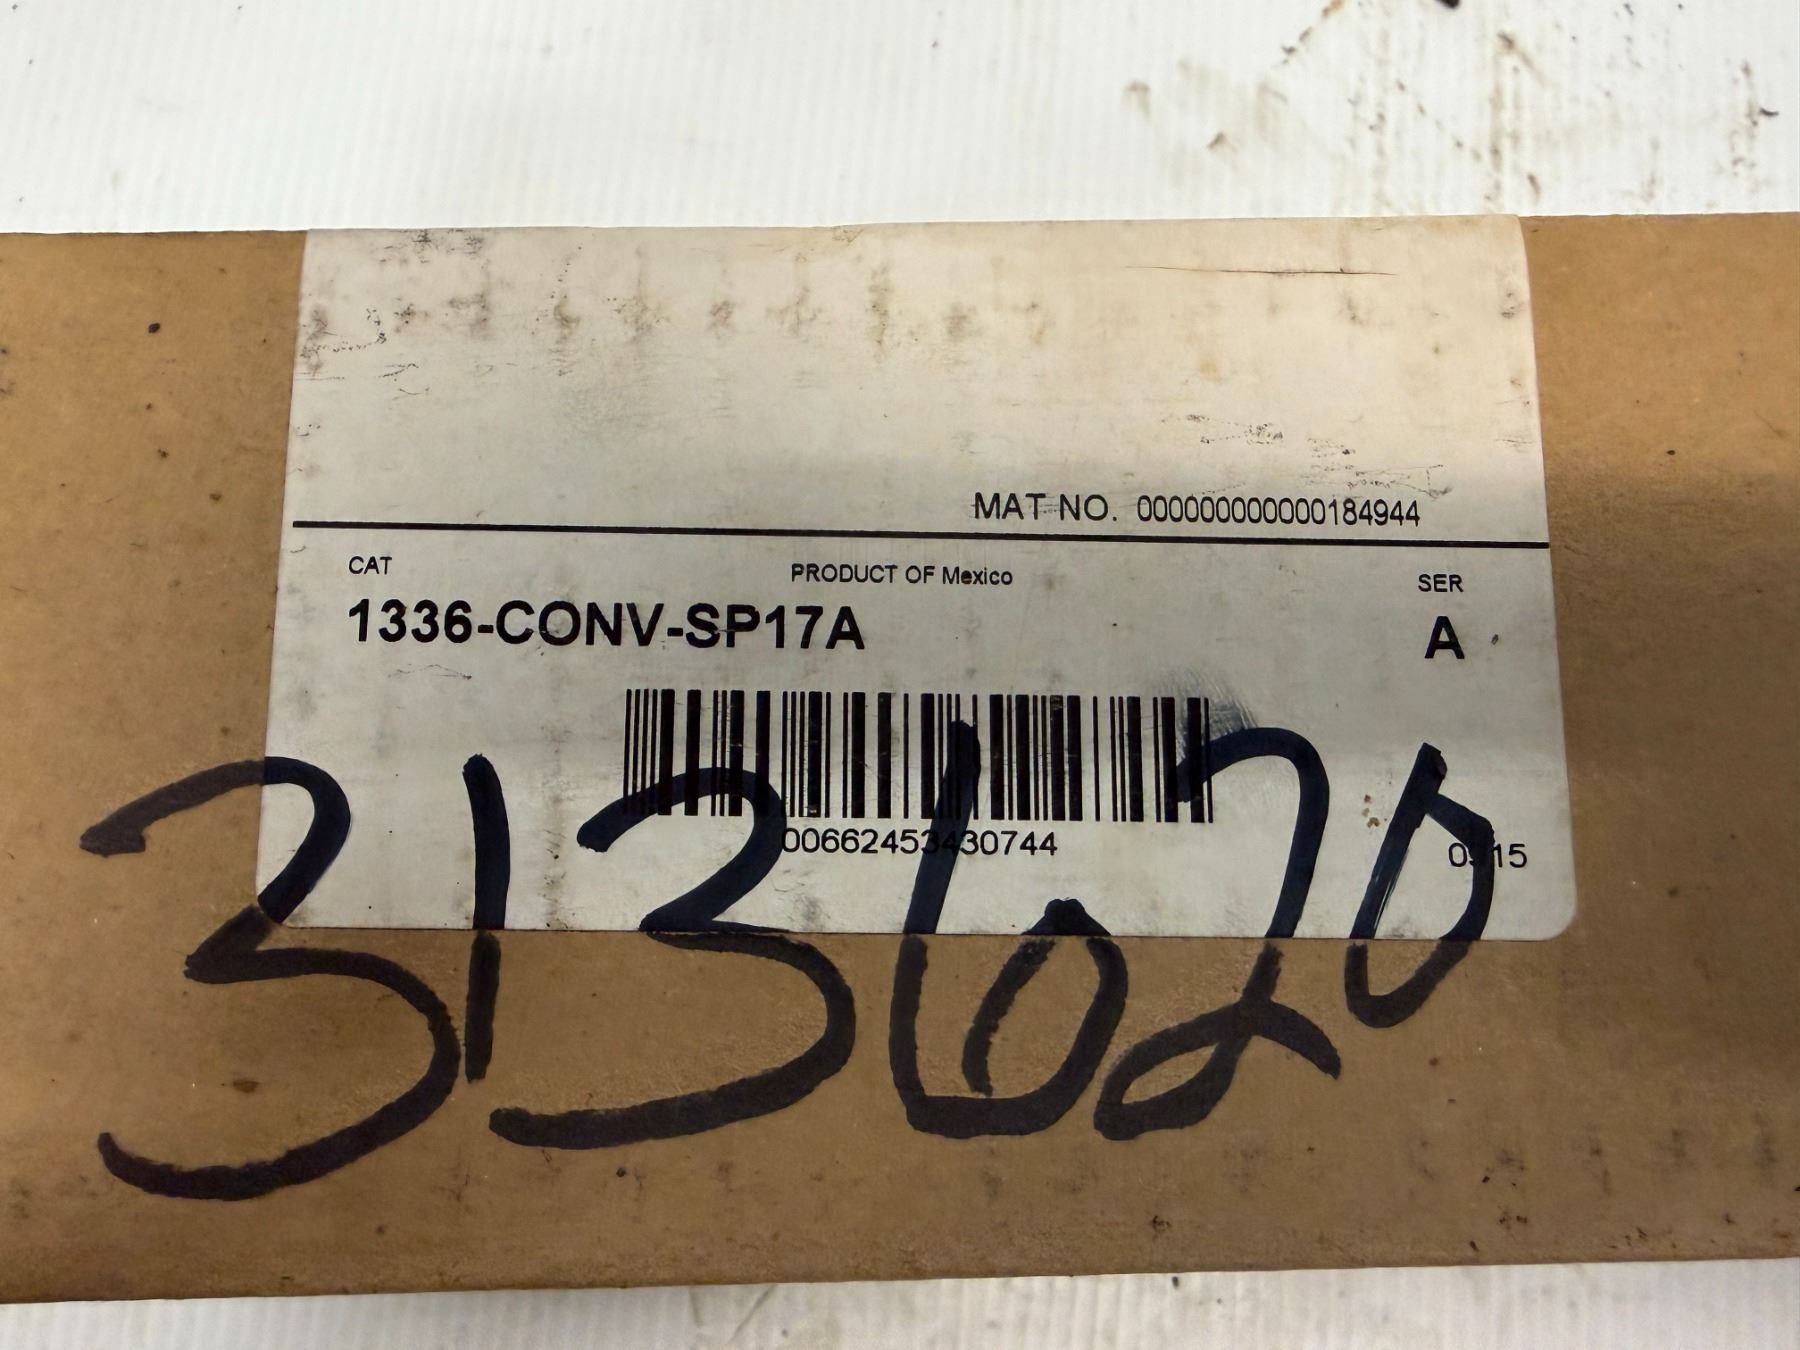 MAT NO. 000000000000184944
CAT
PRODUCT OF Mexico
SER
1336-CONV-SP17A
A
00662453430744
313620